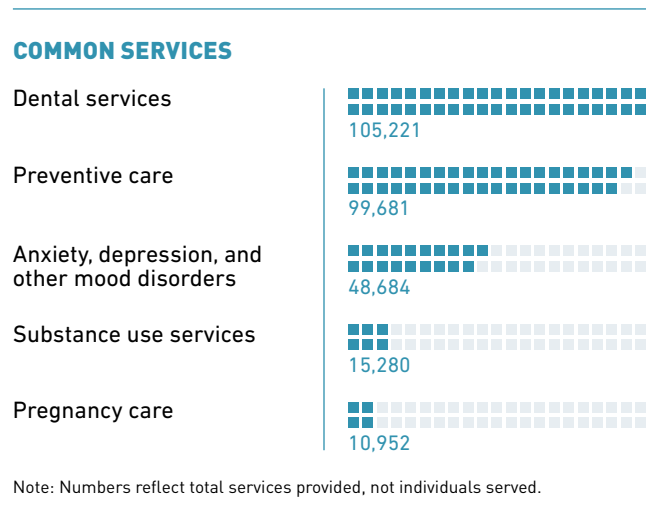 COMMON SERVICES
Dental services
105,221
Preventive care
99,681
Anxiety, depression, and
other mood disorders
48,684
Substance use services
15,280
Pregnancy care
10,952
Note: Numbers reflect total services provided, not individuals served.